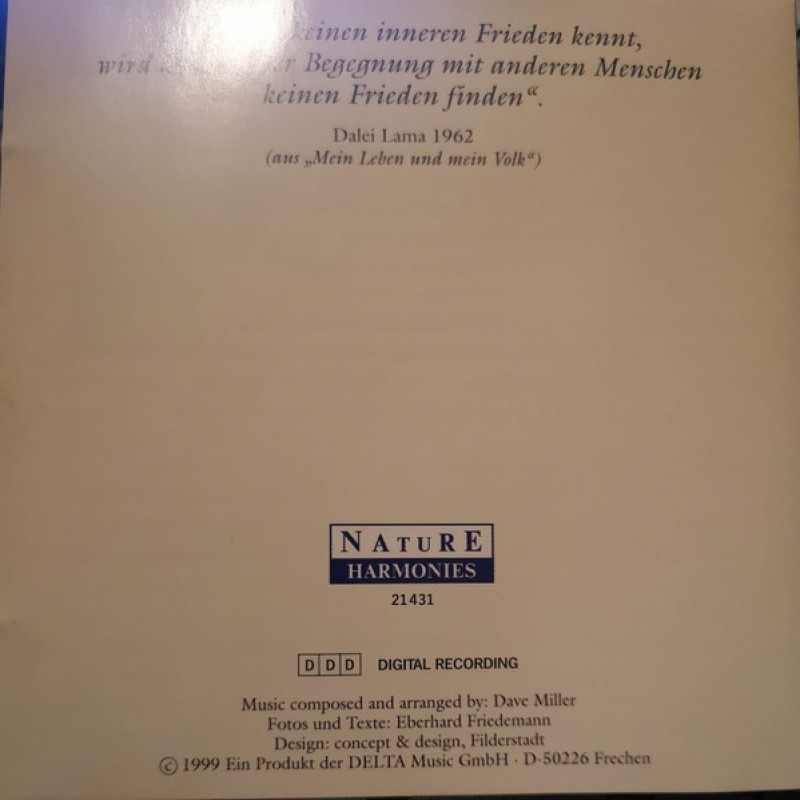 keinen inneren Frieden kennt,
wird Begegnung mit anderen Menschen
keinen Frieden finden“.
Dalei Lama 1962
(aus „Mein Leben und mein Volk“)
NATURE
HARMONIES
21431
DDD DIGITAL RECORDING
Music composed and arranged by: Dave Miller
Fotos und Texte: Eberhard Friedemann
Design: concept & design, Filderstadt
© 1999 Ein Produkt der DELTA Music GmbH · D-50226 Frechen